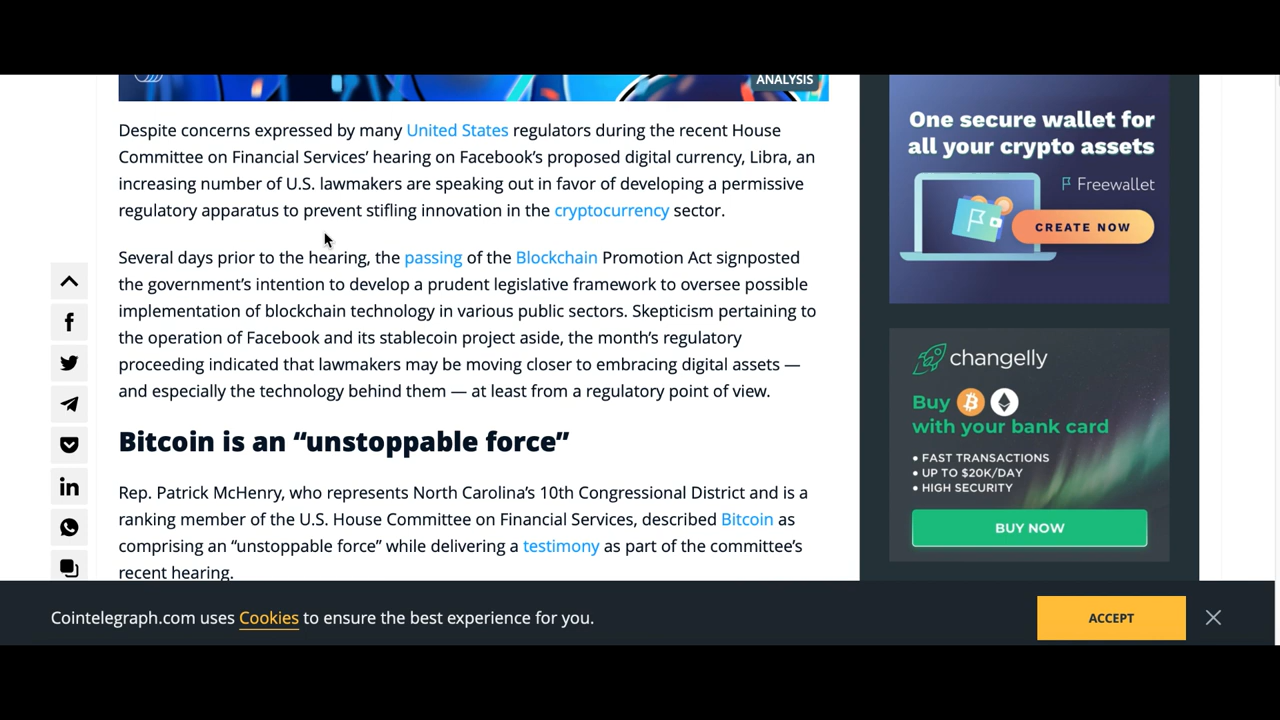 ANALYSIS
Despite concerns expressed by many United States regulators during the recent House
Committee on Financial Services’ hearing on Facebook’s proposed digital currency, Libra, an
increasing number of U.S. lawmakers are speaking out in favor of developing a permissive
regulatory apparatus to prevent stifling innovation in the cryptocurrency sector.
Several days prior to the hearing, the passing of the Blockchain Promotion Act signposted
the government’s intention to develop a prudent legislative framework to oversee possible
implementation of blockchain technology in various public sectors. Skepticism pertaining to
the operation of Facebook and its stablecoin project aside, the month’s regulatory
proceeding indicated that lawmakers may be moving closer to embracing digital assets —
and especially the technology behind them — at least from a regulatory point of view.
Bitcoin is an “unstoppable force”
Rep. Patrick McHenry, who represents North Carolina’s 10th Congressional District and is a
ranking member of the U.S. House Committee on Financial Services, described Bitcoin as
comprising an “unstoppable force” while delivering a testimony as part of the committee’s
recent hearing.
One secure wallet for
all your crypto assets
Freewallet
CREATE NOW
changelly
Buy
with your bank card
• FAST TRANSACTIONS
• UP TO $20K/DAY
• HIGH SECURITY
BUY NOW
Cointelegraph.com uses Cookies to ensure the best experience for you.
ACCEPT